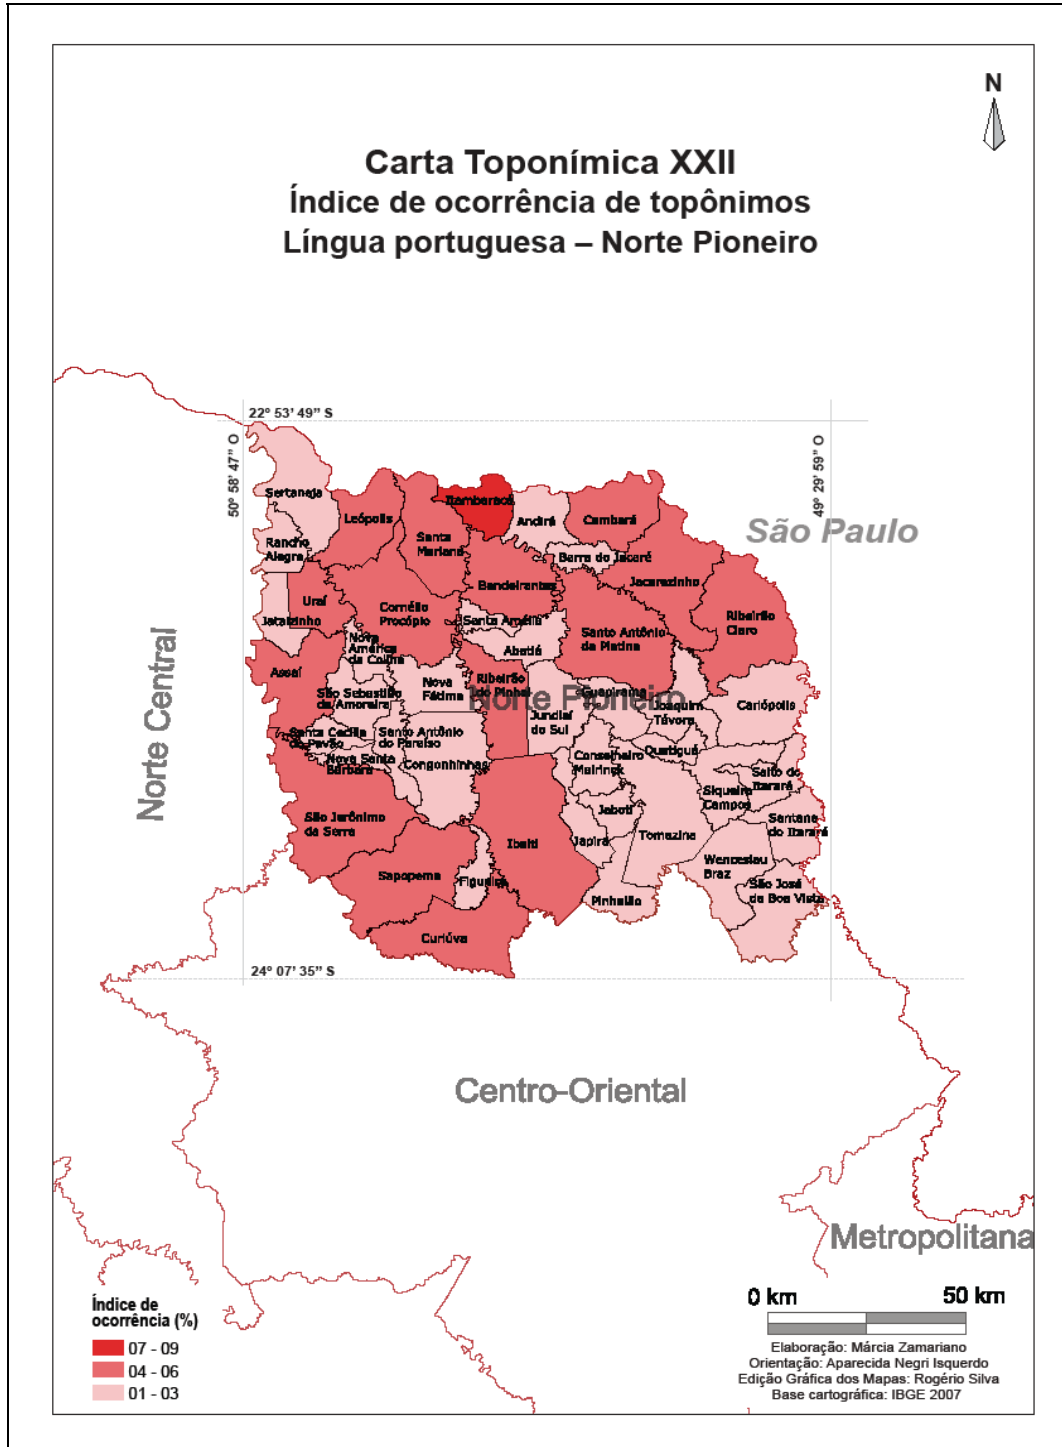 N
Carta Toponímica XXII
Índice de ocorrência de topônimos
Língua portuguesa – Norte Pioneiro
22º 53' 49" S
50º 58' 47" O
49º 29' 59" O
São Paulo
Norte Central
Norte Pioneiro
Sertaneja
Leópolis
Itambaracá
Santa
Mariana
Andirá
Cambará
Rancho
Alegre
Barra do Jacaré
Bandeirantes
Jacarezinho
Uraí
Cornélio
Procópio
Ribeirão
Claro
Jataizinho
Santa Amélia
Santo Antônio
da Platina
Nova
América
da Colina
Abatiá
Assaí
Nova
Fátima
Ribeirão
do Pinhal
São Sebastião
da Amoreira
Guapirama
Joaquim
Távora
Carlópolis
Jundiaí
do Sul
Santa Cecília
do Pavão
Santo Antônio
do Paraíso
Quatiguá
Nova Santa
Bárbara
Congonhinhas
Conselheiro
Mairinck
Salto do
Itararé
Siqueira
Campos
Jaboti
São Jerônimo
da Serra
Santana
do Itararé
Ibaiti
Japira
Tomazina
Wenceslau
Braz
Sapopema
Figueira
São José
da Boa Vista
Pinhalão
Curiúva
24º 07' 35" S
Centro-Oriental
Metropolitana
Índice de
ocorrência (%)
07 - 09
04 - 06
01 - 03
0 km 50 km
Elaboração: Márcia Zamariano
Orientação: Aparecida Negri Isquerdo
Edição Gráfica dos Mapas: Rogério Silva
Base cartográfica: IBGE 2007